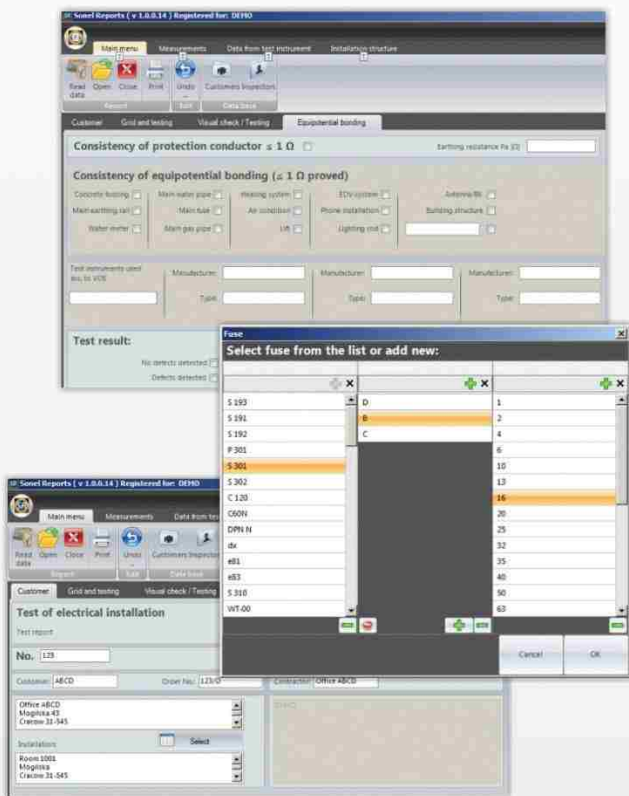 Sonel Reports ( v 1.0.0.14 ) Registered for: DEMO
Main menu Measurements Data from test instrument Installation structure
Read data Open Close Print Undo Customers Inspectors
Report Edit Data base
Customer Grid and testing Visual check / Testing Equipotential bonding
Consistency of protection conductor ≤ 1 Ω Earthing resistance Re [Ω]
Consistency of equipotential bonding (≤ 1 Ω proved)
Concrete footing Main water pipe Heating system EDV system Antenna/BK
Main earthing rail Main tube Air condition Phone installation Building structure
Water meter Main gas pipe Lift Lighting rod
Test instruments used Manufacturer: Manufacturer: Manufacturer:
acc. to VDE
Type: Type: Type:
Test result:
No defects detected
Defects detected
Fuse
Select fuse from the list or add new:
S 193 D 1
S 191 B 2
S 192 C 4
P 301 6
S 301 10
S 302 13
C 120 16
C60N 20
DPN N 25
dx 32
e81 35
e83 40
S 310 50
WT-00 63
Cancel OK
Sonel Reports ( v 1.0.0.14 ) Registered for: DEMO
Main menu Measurements Data from test
Read data Open Close Print Undo Customers Inspectors
Report Edit Data base
Customer Grid and testing Visual check / Testing
Test of electrical installation
Test report
No. 123
Customer: ABCD Order No.: 123/O Contractor: Office ABCD
Office ABCD
Mogilska 43
Cracow 31-545
Installation: Select
Room 1001
Mogilska
Cracow 31-545